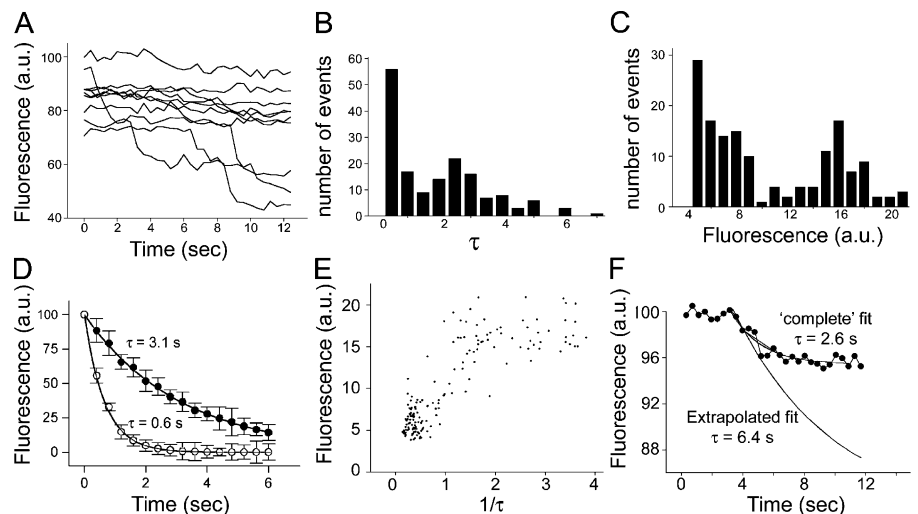 A
Fluorescence (a.u.)
100
80
60
40
0 2 4 6 8 10 12
Time (sec)
B
number of events
60
50
40
30
20
10
0
0 2 4 6
τ
C
number of events
30
20
10
0
4 8 12 16 20
Fluorescence (a.u.)
D
Fluorescence (a.u.)
100
75
50
25
0
τ = 3.1 s
τ = 0.6 s
0 2 4 6
Time (sec)
E
Fluorescence (a.u.)
20
15
10
5
0
0 1 2 3 4
1/τ
F
Fluorescence (a.u.)
100
96
92
88
‘complete’ fit
τ = 2.6 s
Extrapolated fit
τ = 6.4 s
0 4 8 12
Time (sec)